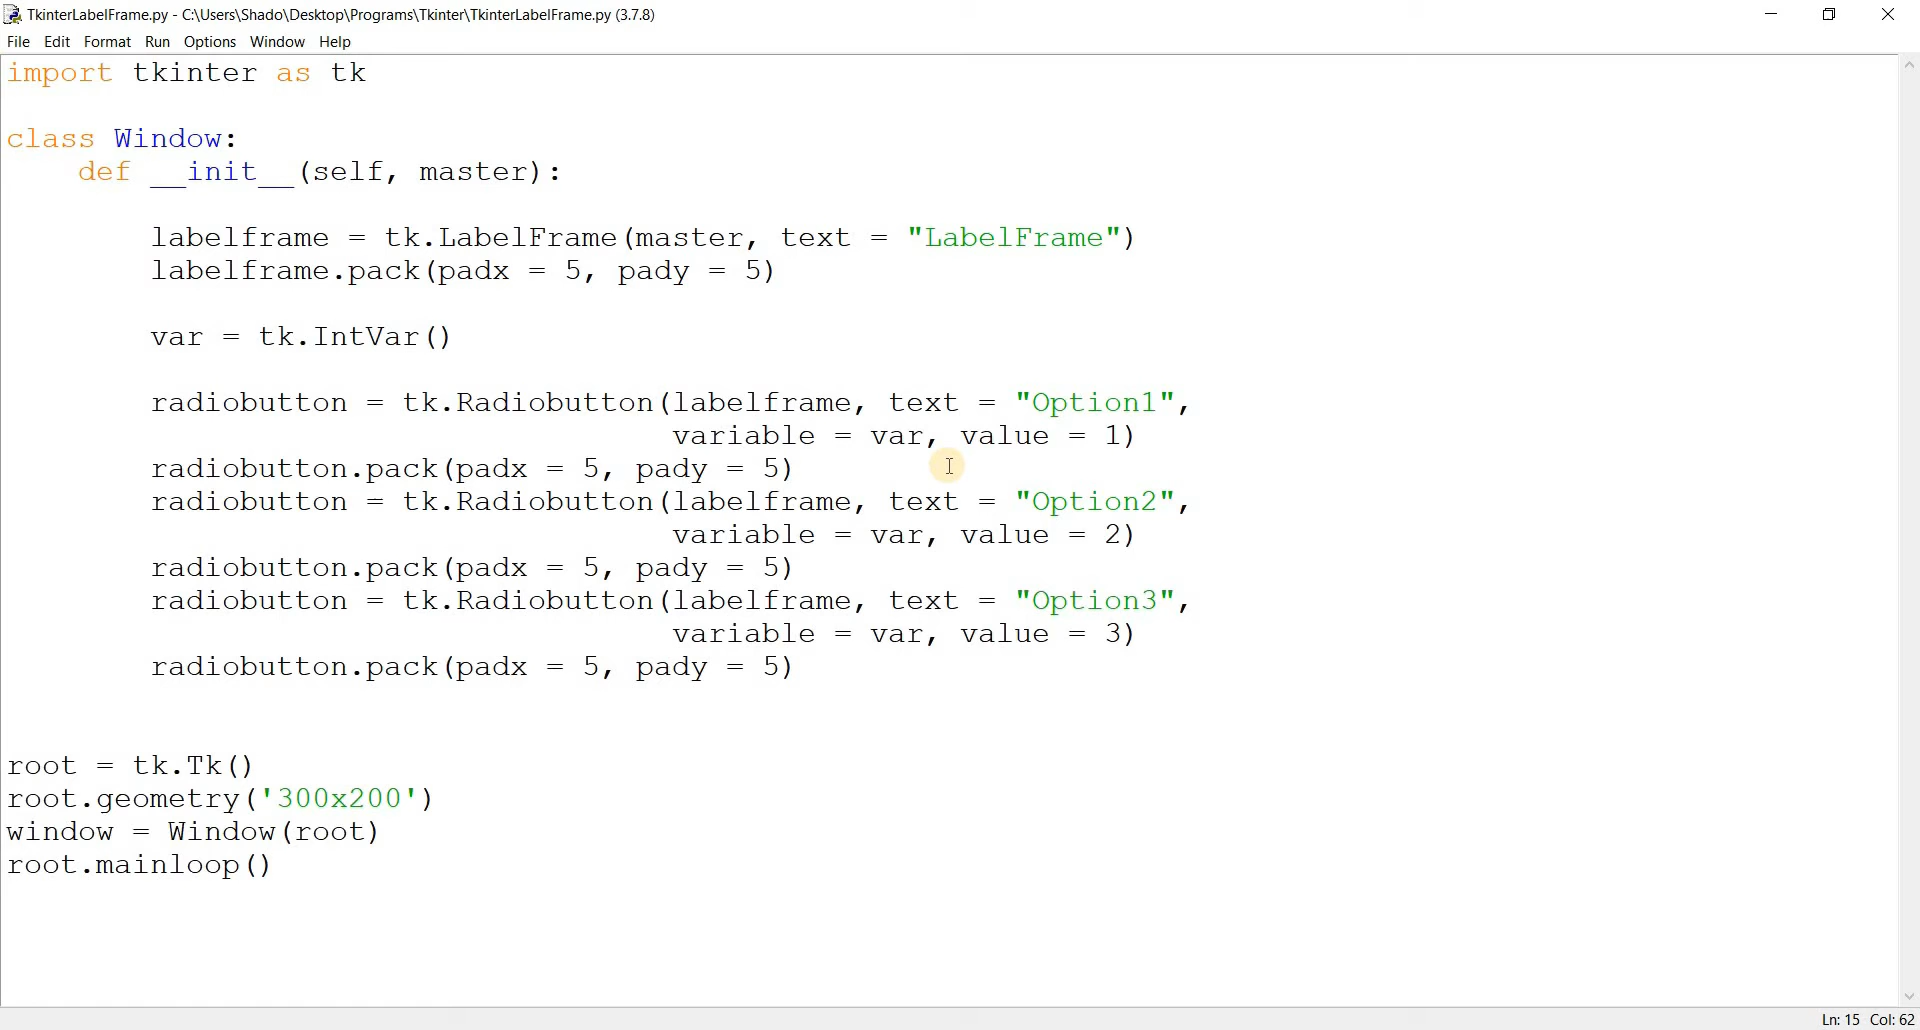 TkinterLabelFrame.py - C:\Users\Shado\Desktop\Programs\Tkinter\TkinterLabelFrame.py (3.7.8)
File Edit Format Run Options Window Help
import tkinter as tk
class Window:
    def __init__(self, master):
        labelframe = tk.LabelFrame(master, text = "LabelFrame")
        labelframe.pack(padx = 5, pady = 5)
        var = tk.IntVar()
        radiobutton = tk.Radiobutton(labelframe, text = "Option1",
                                     variable = var, value = 1)
        radiobutton.pack(padx = 5, pady = 5)
        radiobutton = tk.Radiobutton(labelframe, text = "Option2",
                                     variable = var, value = 2)
        radiobutton.pack(padx = 5, pady = 5)
        radiobutton = tk.Radiobutton(labelframe, text = "Option3",
                                     variable = var, value = 3)
        radiobutton.pack(padx = 5, pady = 5)
root = tk.Tk()
root.geometry('300x200')
window = Window(root)
root.mainloop()
Ln: 15 Col: 62